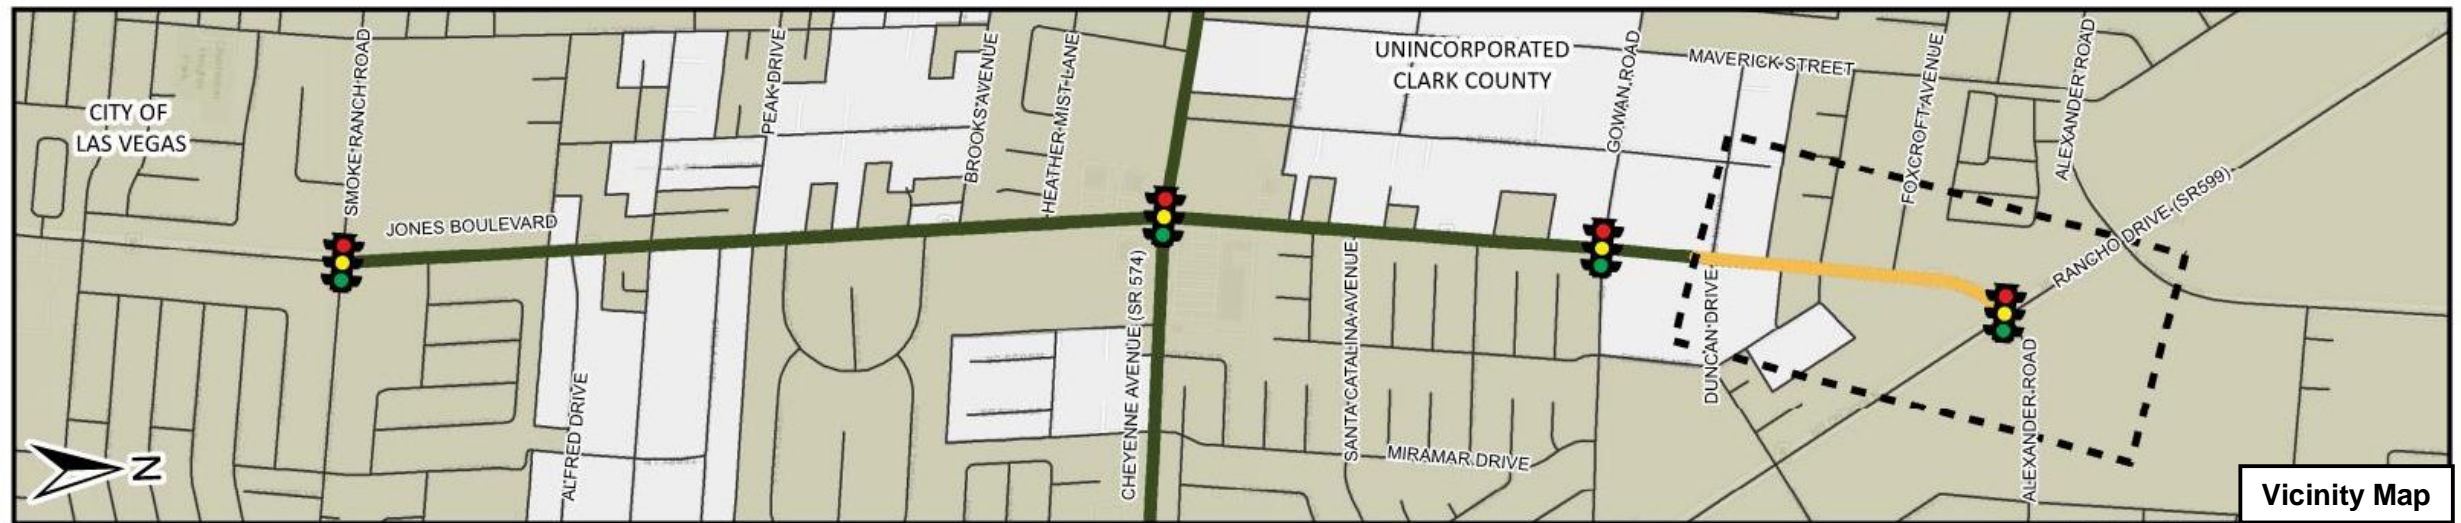 CITY OF
LAS VEGAS
SMOKE RANCH ROAD
JONES BOULEVARD
ALFRED DRIVE
PEAK DRIVE
BROOKS AVENUE
HEATHER MIST LANE
CHEYENNE AVENUE (SR 574)
UNINCORPORATED
CLARK COUNTY
SANTA CATALINA AVENUE
MIRAMAR DRIVE
GOWAN ROAD
MAVERICK STREET
DUNCAN DRIVE
FOXCROFT AVENUE
ALEXANDER ROAD
RANCHO DRIVE (SR599)
ALEXANDER ROAD
N
Vicinity Map